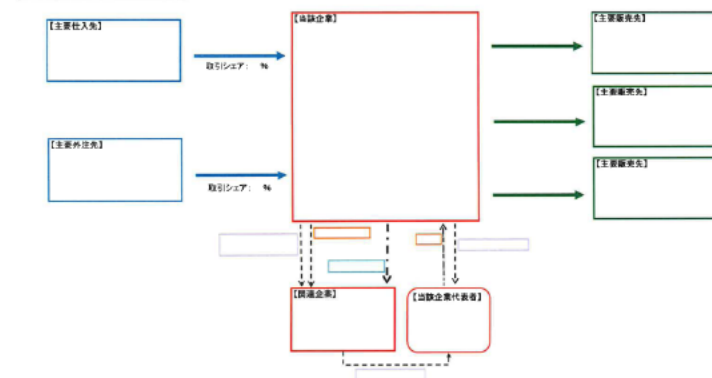 【主要仕入先】
取引シェア： %
【主要外注先】
取引シェア： %
【当該企業】
【主要販売先】
【主要販売先】
【主要販売先】
【関連企業】
【当該企業代表者】